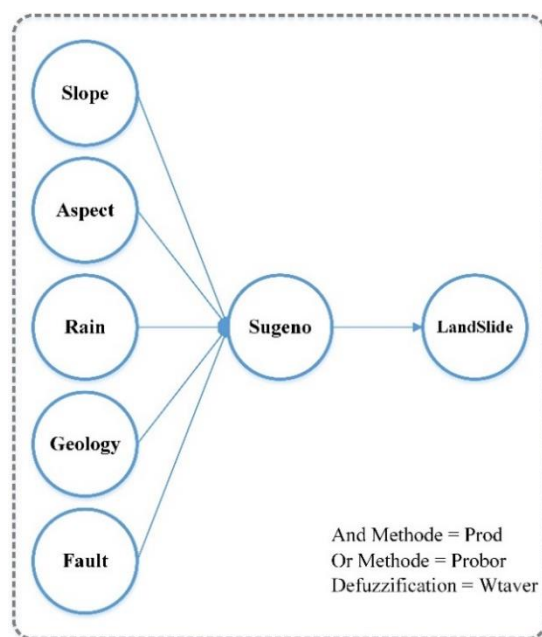 Slope
Aspect
Rain
Geology
Fault
Sugeno
LandSlide
And Methode = Prod
Or Methode = Probor
Defuzzification = Wtaver